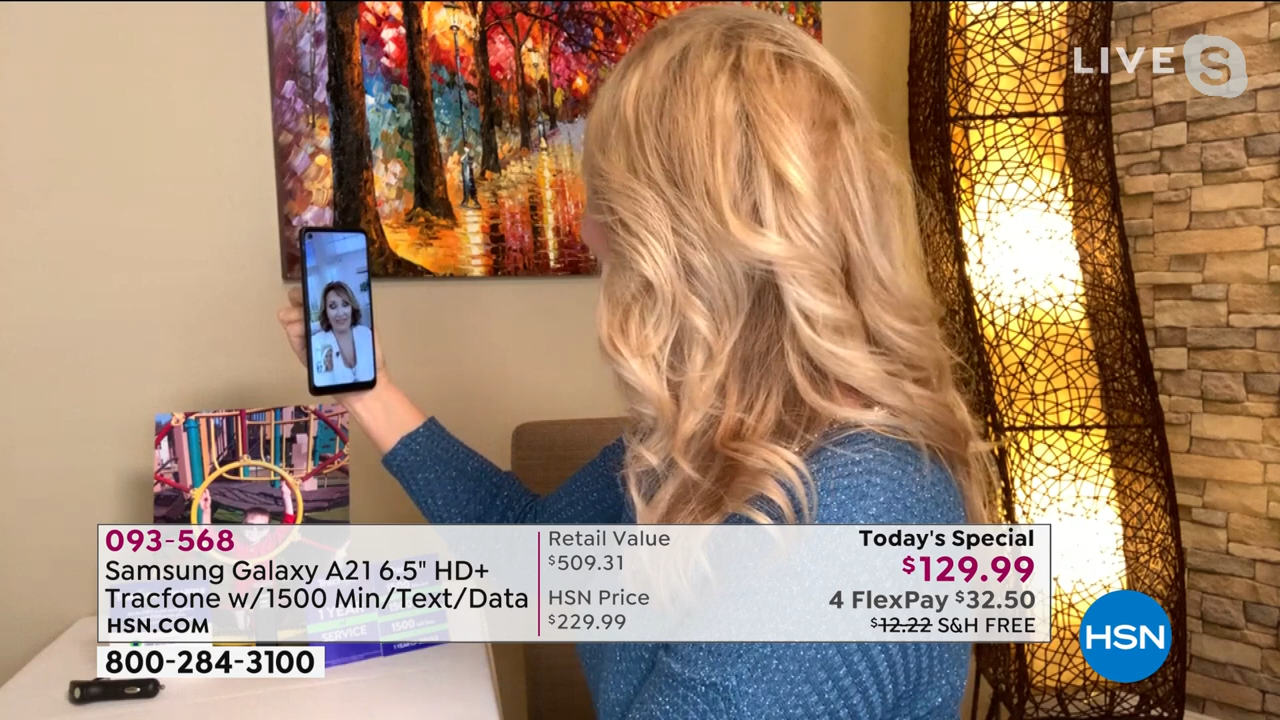 LIVE S
093-568
Samsung Galaxy A21 6.5" HD+
Tracfone w/1500 Min/Text/Data
HSN.COM
Retail Value
$509.31
HSN Price
$229.99
Today's Special
$129.99
4 FlexPay $32.50
$12.22 S&H FREE
800-284-3100
HSN
SERVICE
1500